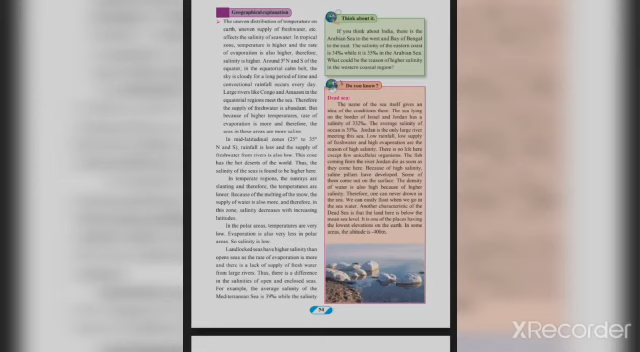 Geographical explanation
➢ The uneven distribution of temperature on
earth, uneven supply of freshwater, etc.
affects the salinity of seawater. In tropical
zone, temperature is higher and the rate
of evaporation is also higher, therefore,
salinity is higher. Around 5° N and S of the
equator, in the equatorial calm belt, the
sky is cloudy for a long period of time and
convectional rainfall occurs every day.
Large rivers like Congo and Amazon in the
equatorial regions meet the sea. Therefore
the supply of freshwater is abundant. But
because of higher temperatures, rate of
evaporation is more and therefore, the
seas in these areas are more saline.
In mid-latitudinal zones (25° to 35°
N and S), rainfall is less and the supply of
freshwater from rivers is also low. This zone
has the hot deserts of the world. Thus, the
salinity of the seas is found to be higher here.
In temperate regions, the sunrays are
slanting and therefore, the temperatures are
lower. Because of the melting of the snow, the
supply of water is also more, and therefore, in
this zone, salinity decreases with increasing
latitudes.
In the polar areas, temperatures are very
low. Evaporation is also very less in polar
areas. So salinity is less.
Landlocked seas have higher salinity than
opens seas as the rate of evaporation is more
and there is a lack of supply of fresh water
from large rivers. Thus, there is a difference
in the salinities of open and enclosed seas.
For example, the average salinity of the
Mediterranean Sea is 39‰ while the salinity
Think about it.
If you think about India, there is the
Arabian Sea to the west and Bay of Bengal
to the east. The salinity of the eastern coast
is 34‰ while it is 35‰ in the Arabian Sea.
What could be the reason of higher salinity
in the western coastal region?
Do you know ?
Dead sea:
The name of the sea itself gives an
idea of the conditions there. The sea lying
on the border of Israel and Jordan has a
salinity of 332‰. The average salinity of
ocean is 35‰. Jordan is the only large river
meeting this sea. Low rainfall, low supply
of freshwater and high evaporation are the
reason of high salinity. There is no life here
except few unicellular organisms. The fish
coming from the river Jordan die as soon as
they come here. Because of high salinity,
saline pillars have developed. Some of
them come out on the surface. The density
of water is also high because of higher
salinity. Therefore, one can never drown in
the sea. We can easily float when we go in
the sea water. Another characteristic of the
Dead Sea is that the land here is below the
mean sea level. It is one of the places having
the lowest elevations on the earth. In some
areas, the altitude is -400m.
54
XRecorder